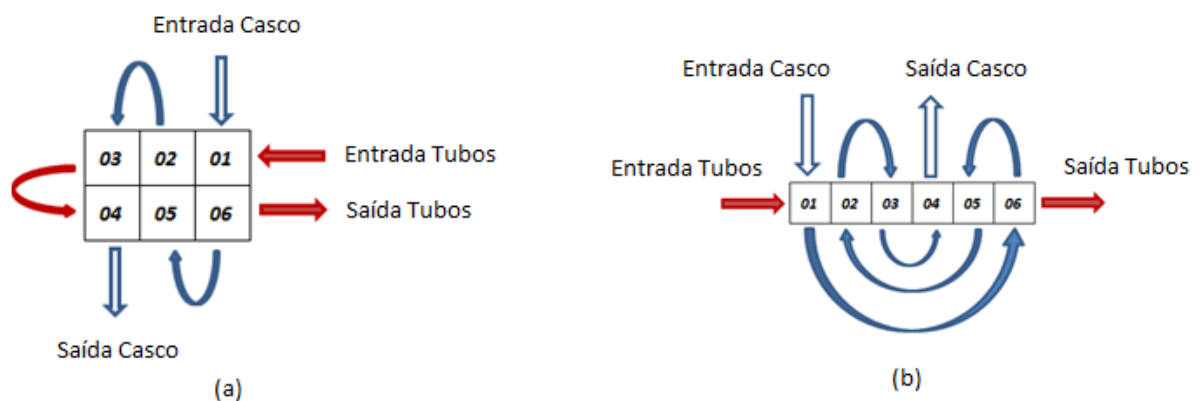 Entrada Casco
03 02 01
Entrada Tubos
04 05 06
Saída Tubos
Saída Casco
(a)
Entrada Casco
Saída Casco
Entrada Tubos
Saída Tubos
01 02 03 04 05 06
(b)